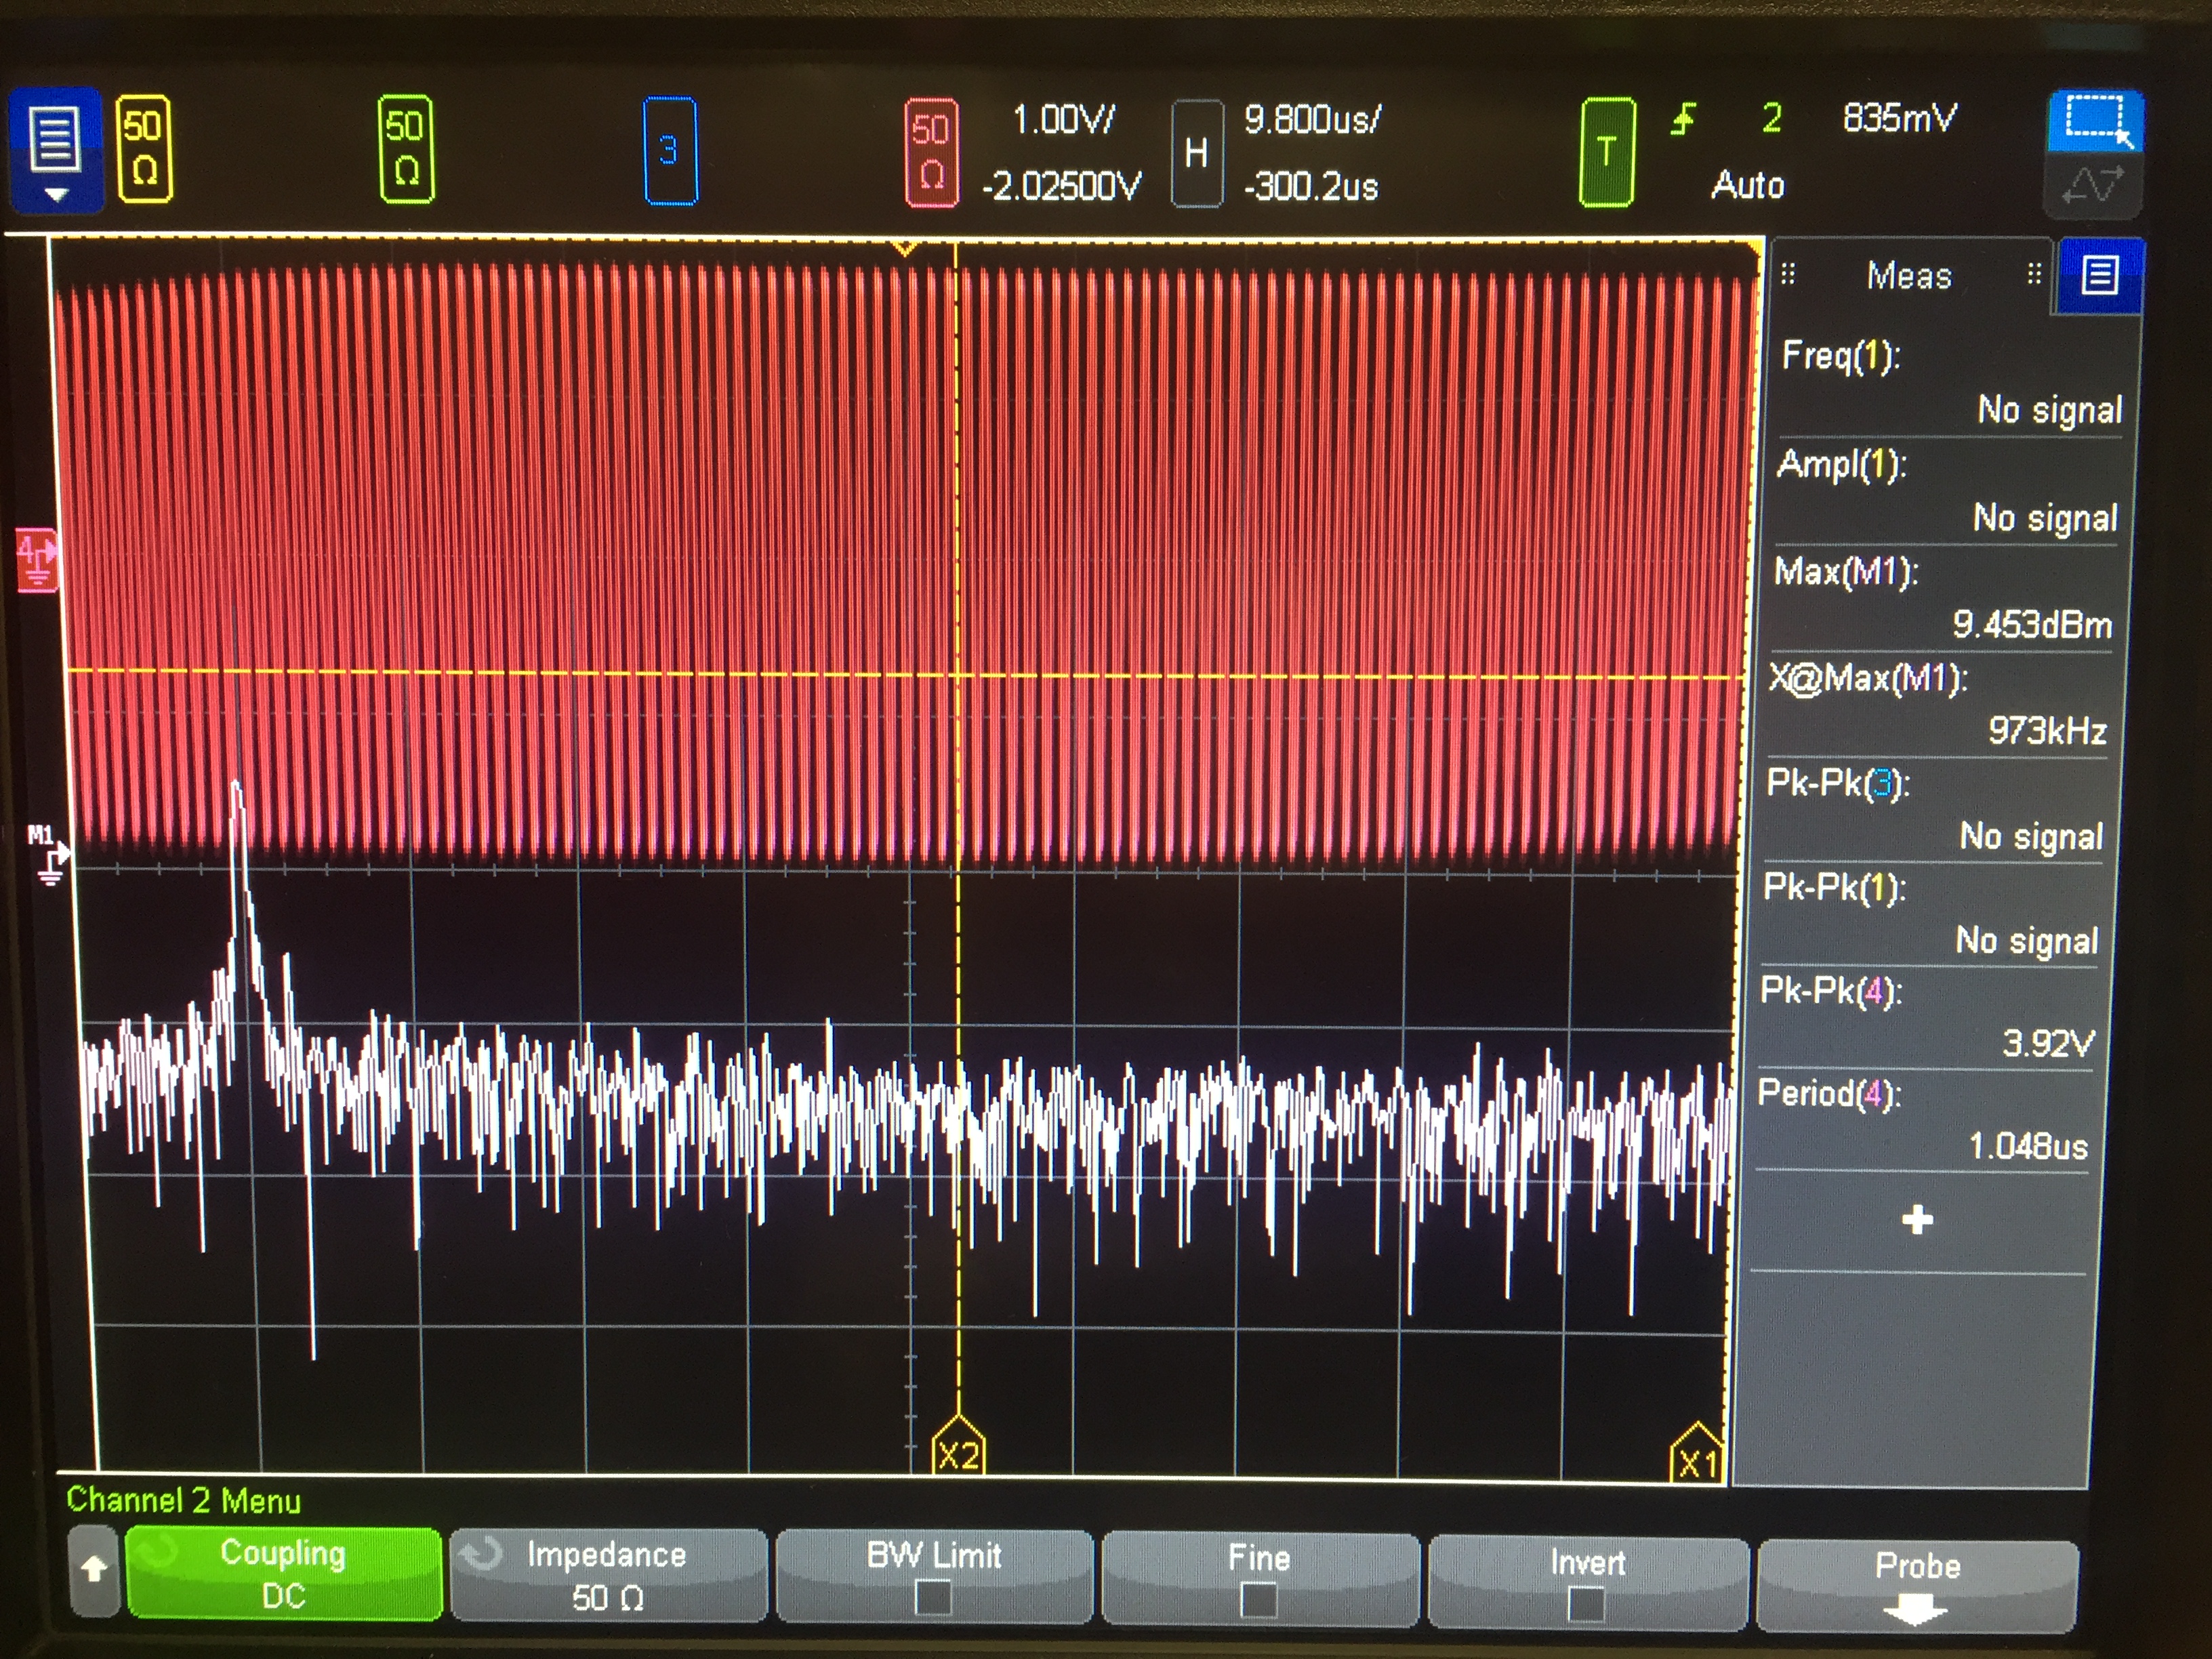 50
Ω
50
Ω
3
50
Ω
1.00V/
-2.02500V
H
9.800us/
-300.2us
T
2
835mV
Auto
Meas
Freq(1):
No signal
Ampl(1):
No signal
Max(M1):
9.453dBm
X@Max(M1):
973kHz
Pk-Pk(3):
No signal
Pk-Pk(1):
No signal
Pk-Pk(4):
3.92V
Period(4):
1.048us
4
M1
X2
X1
Channel 2 Menu
Coupling
DC
Impedance
50 Ω
BW Limit
Fine
Invert
Probe